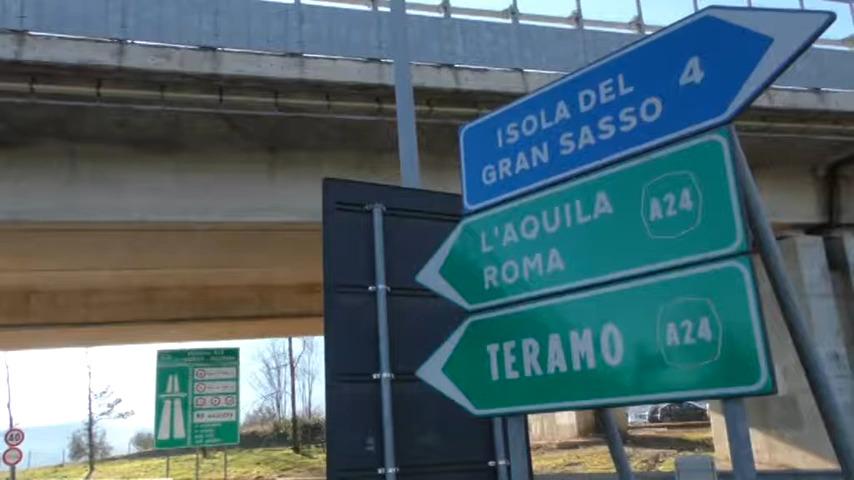 ISOLA DEL
GRAN SASSO
4
L'AQUILA
ROMA
A24
TERAMO
A24
40